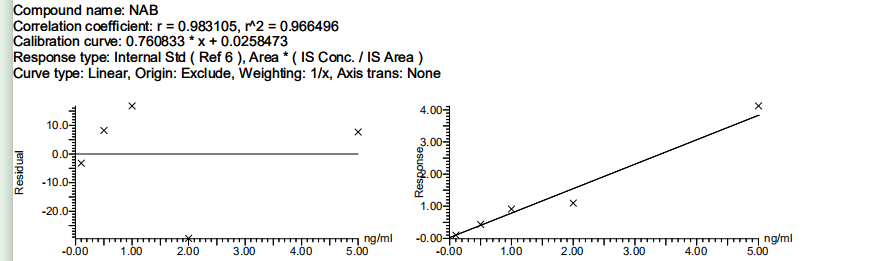 Compound name: NAB
Correlation coefficient: r = 0.983105, r^2 = 0.966496
Calibration curve: 0.760833 * x + 0.0258473
Response type: Internal Std ( Ref 6 ), Area * ( IS Conc. / IS Area )
Curve type: Linear, Origin: Exclude, Weighting: 1/x, Axis trans: None
Residual
10.0
0.0
-10.0
-20.0
-0.00 1.00 2.00 3.00 4.00 5.00
ng/ml
Response
4.00
3.00
2.00
1.00
-0.00
-0.00 1.00 2.00 3.00 4.00 5.00
ng/ml